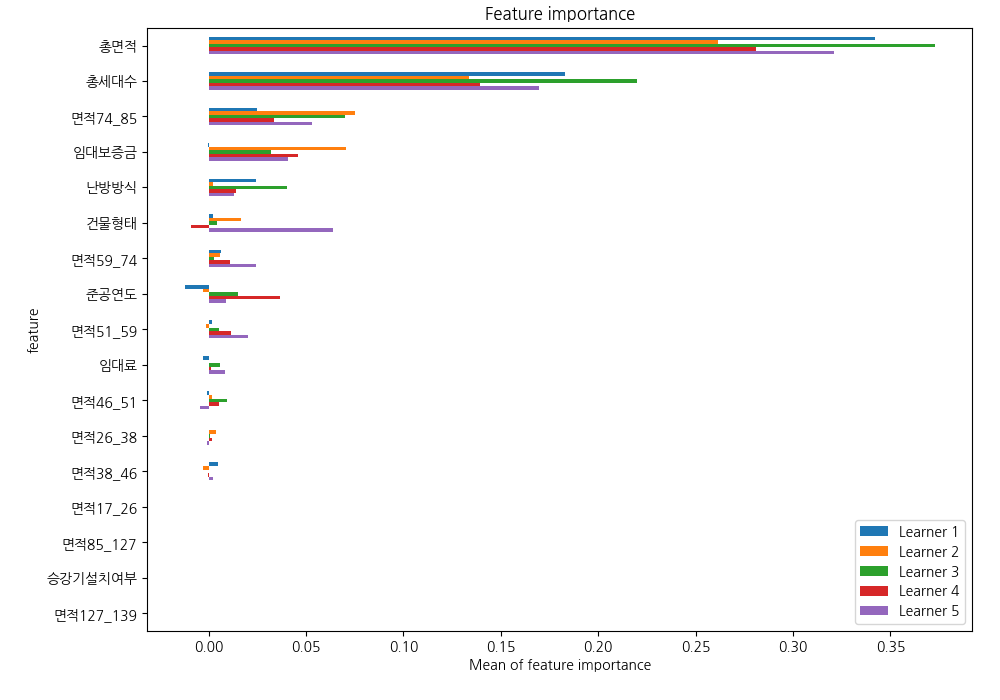 Feature importance
총면적
총세대수
면적74_85
임대보증금
난방방식
건물형태
면적59_74
준공연도
면적51_59
임대료
면적46_51
면적26_38
면적38_46
면적17_26
면적85_127
승강기설치여부
면적127_139
feature
0.00 0.05 0.10 0.15 0.20 0.25 0.30 0.35
Mean of feature importance
Learner 1
Learner 2
Learner 3
Learner 4
Learner 5